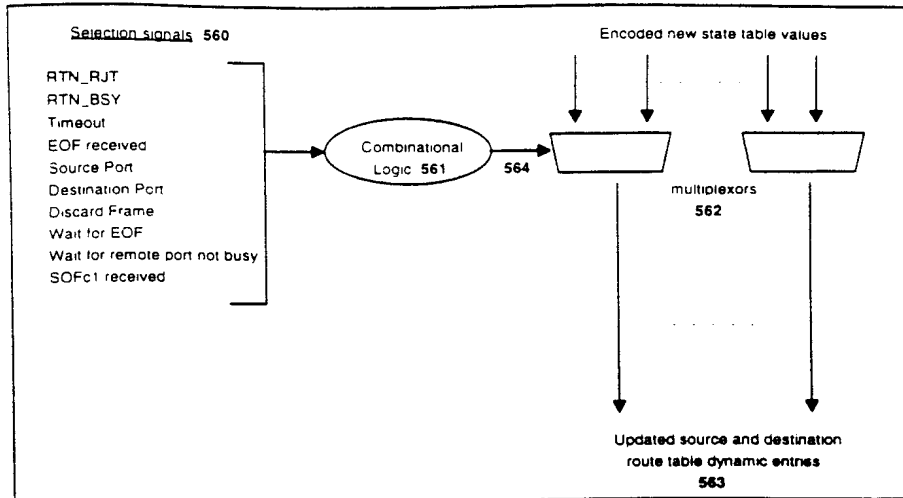 Selection signals 560
RTN_RJT
RTN_BSY
Timeout
EOF received
Source Port
Destination Port
Discard Frame
Wait for EOF
Wait for remote port not busy
SOFc1 received
Combinational
Logic 561
564
Encoded new state table values
multiplexors
562
Updated source and destination
route table dynamic entries
563